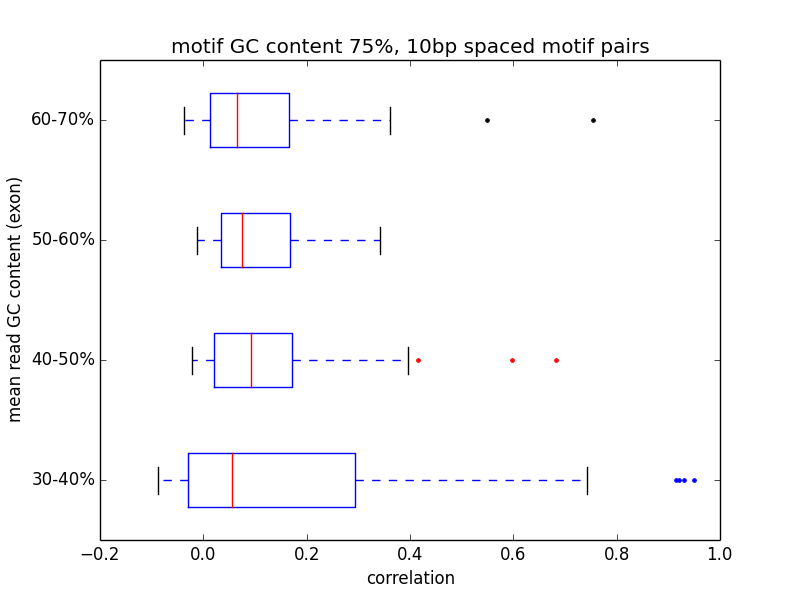 motif GC content 75%, 10bp spaced motif pairs
mean read GC content (exon)
60-70%
50-60%
40-50%
30-40%
−0.2 0.0 0.2 0.4 0.6 0.8 1.0
correlation